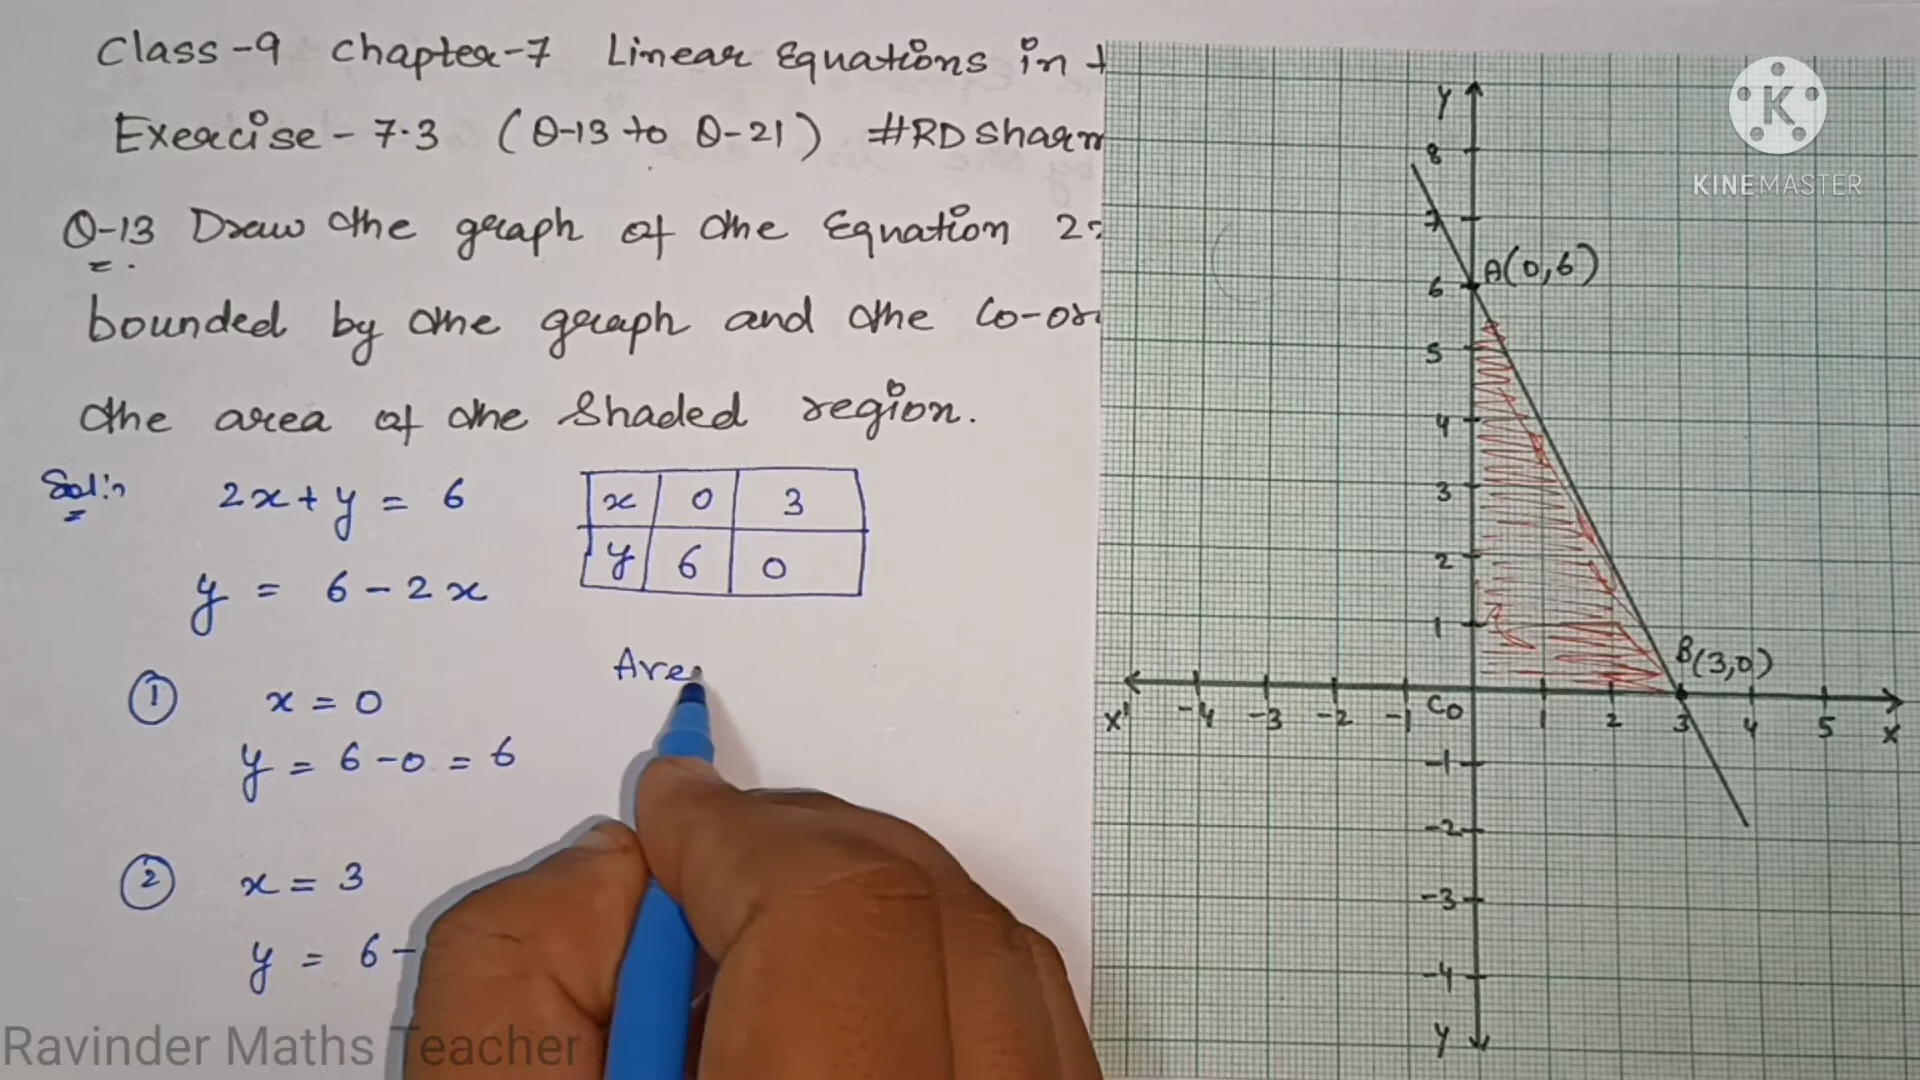 Class-9 Chapter-7 Linear Equations in
Exercise-7.3 (Q-13 to Q-21) #RDSharm
Q-13 Draw the graph of the Equation
bounded by the graph and the
the area of the Shaded region.
Sol:n 2x+y = 6
x 0 3
y 6 0
y = 6-2x
① x=0
y = 6-0 = 6
② x=3
y = 6-
Are
Y
8
7
6 A(0,6)
5
4
3
2
1
B(3,0)
X' -4 -3 -2 -1 CO 1 2 3 4 5 X
-1
-2
-3
-4
Y
K
KINEMASTER
Ravinder Maths Teacher